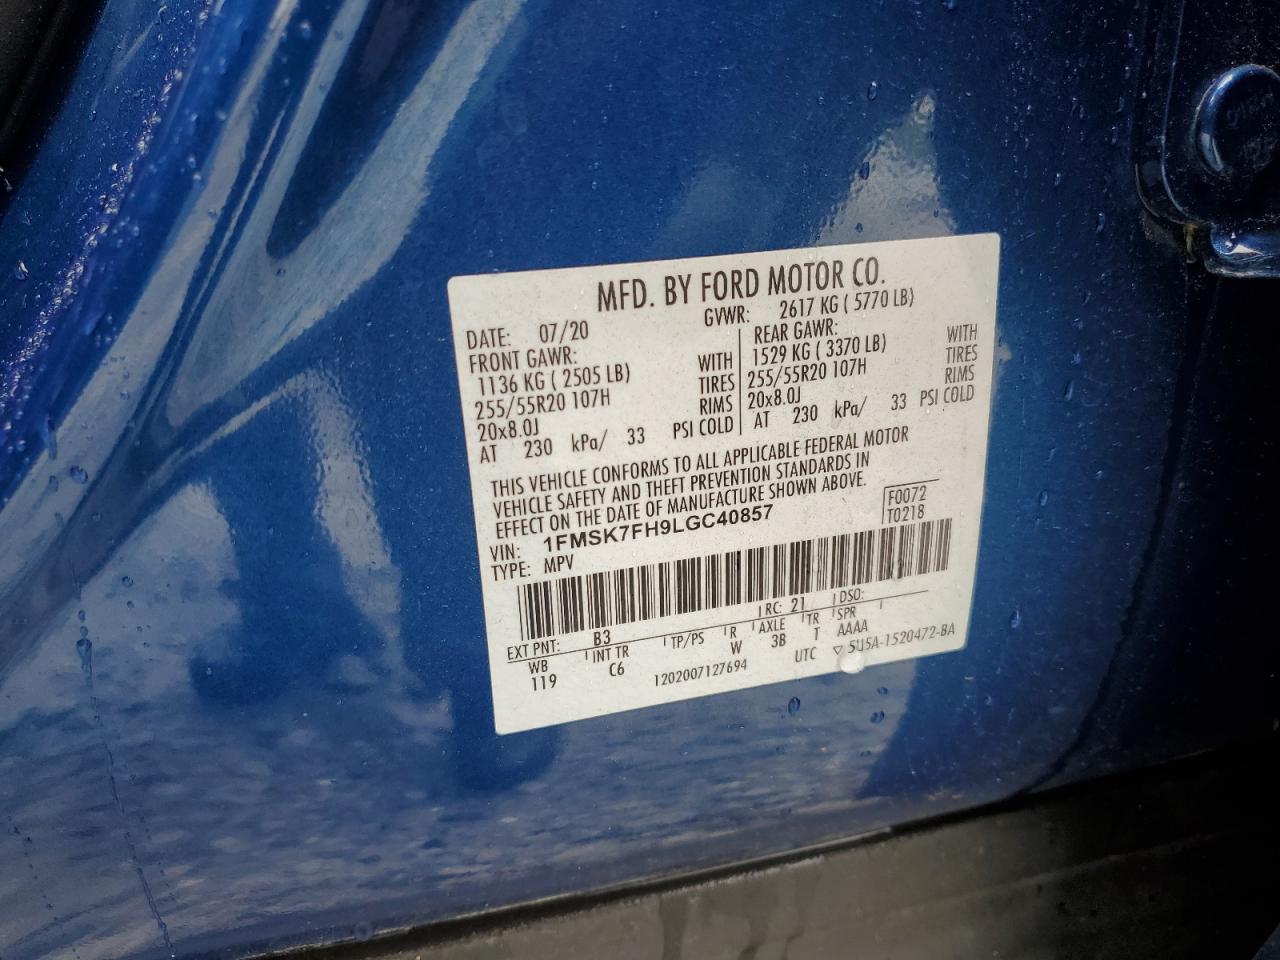 MFD. BY FORD MOTOR CO.
DATE: 07/20 GVWR: 2617 KG ( 5770 LB)
FRONT GAWR: WITH REAR GAWR: WITH
1136 KG ( 2505 LB) TIRES 1529 KG ( 3370 LB) TIRES
255/55R20 107H RIMS 255/55R20 107H RIMS
20x8.0J 20x8.0J
AT 230 kPa/ 33 PSI COLD AT 230 kPa/ 33 PSI COLD
THIS VEHICLE CONFORMS TO ALL APPLICABLE FEDERAL MOTOR
VEHICLE SAFETY AND THEFT PREVENTION STANDARDS IN
EFFECT ON THE DATE OF MANUFACTURE SHOWN ABOVE.
VIN: 1FMSK7FH9LGC40857 F0072
TYPE: MPV T0218
EXT PNT: B3 RC: 21 DSO:
WB INT TR TP/PS R AXLE TR SPR
119 C6 W 3B T AAAA
1202007127694 UTC ▽ 5U5A-1520472-BA